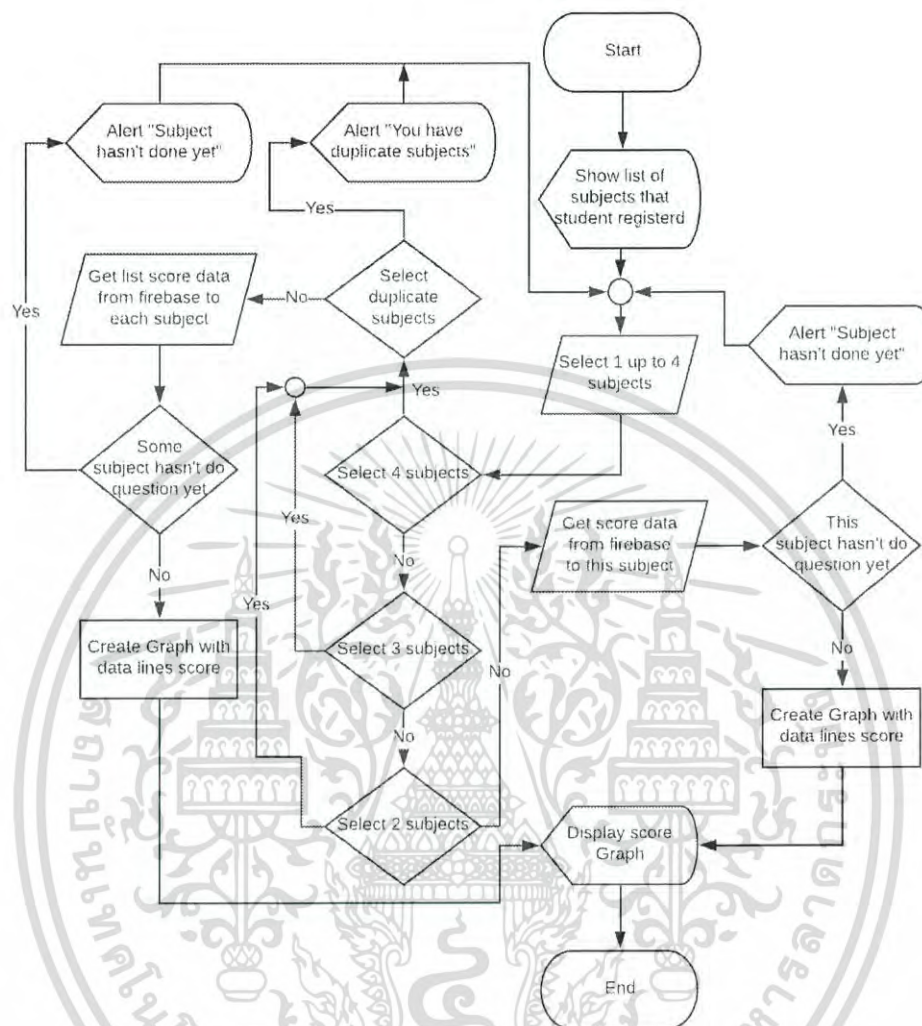 Start
Alert "Subject
hasn't done yet"
Alert "You have
duplicate subjects"
Show list of
subjects that
student registerd
Yes
Get list score data
from firebase to
each subject
No
Select
duplicate
subjects
Yes
Alert "Subject
hasn't done yet"
Select 1 up to 4
subjects
Yes
Yes
Some
subject hasn't do
question yet
Select 4 subjects
Yes
Get score data
from firebase
to this subject
This
subject hasn't do
question yet
No
No
Yes
Create Graph with
data lines score
Select 3 subjects
No
No
Create Graph with
data lines score
No
Select 2 subjects
Display score
Graph
End